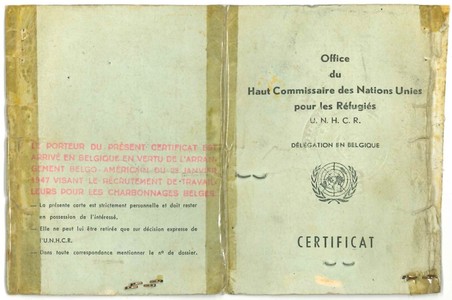 LE PORTEUR DU PRÉSENT CERTIFICAT EST
ARRIVÉ EN BELGIQUE EN VERTU DE L'ARRAN-
GEMENT BELGO-AMÉRICAIN DU 23 JANVIER
1947 VISANT LE RECRUTEMENT DE TRAVAIL-
LEURS POUR LES CHARBONNAGES BELGES
— La présente carte est strictement personnelle et doit rester
en possession de l'intéressé.
— Elle ne peut lui être retirée que sur décision expresse de
l'U.N.H.C.R.
— Dans toute correspondance mentionner le n° de dossier.
Office
du
Haut Commissaire des Nations Unies
pour les Réfugiés
U. N. H. C. R.
DÉLÉGATION EN BELGIQUE
CERTIFICAT